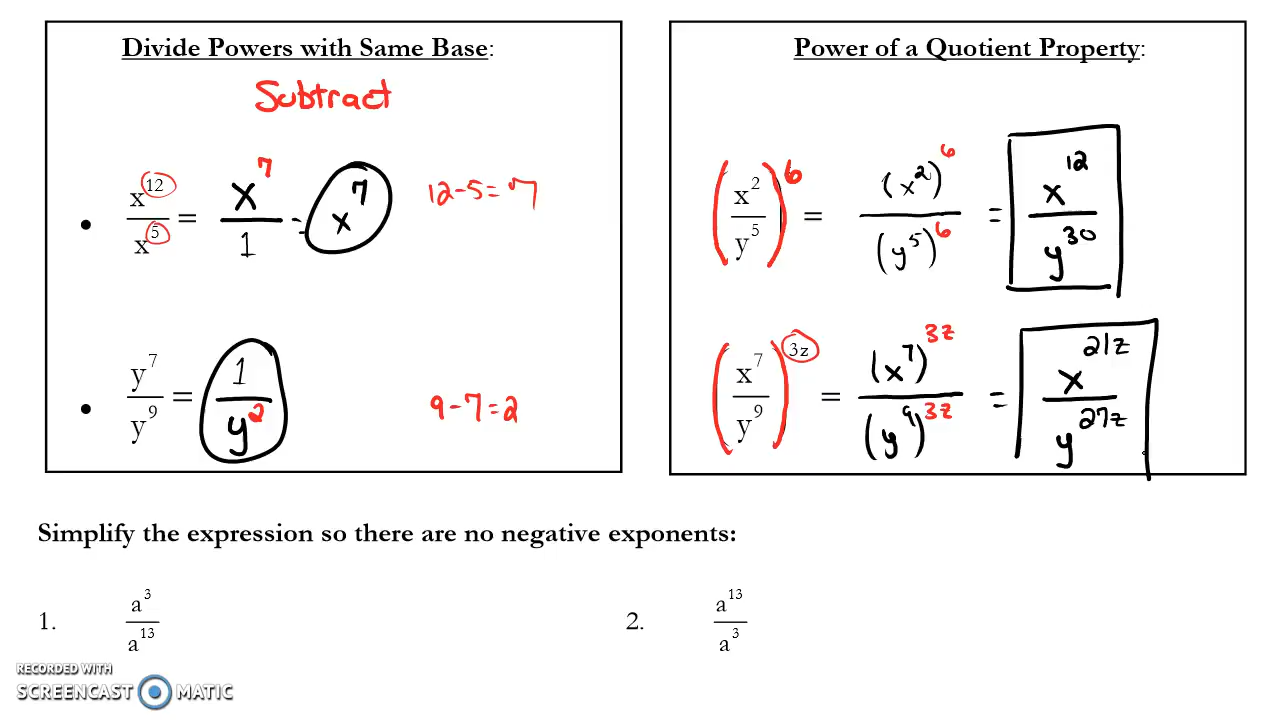 Divide Powers with Same Base:
Subtract
• x^12 / x^5 = x^7 / 1 = x^7
12-5=7
• y^7 / y^9 = 1 / y^2
9-7=2
Power of a Quotient Property:
(x^2 / y^5)^6 = (x^2)^6 / (y^5)^6 = x^12 / y^30
(x^7 / y^9)^3z = (x^7)^3z / (y^9)^3z = x^21z / y^27z
Simplify the expression so there are no negative exponents:
1. a^3 / a^13
2. a^13 / a^3
RECORDED WITH
SCREENCAST MATIC